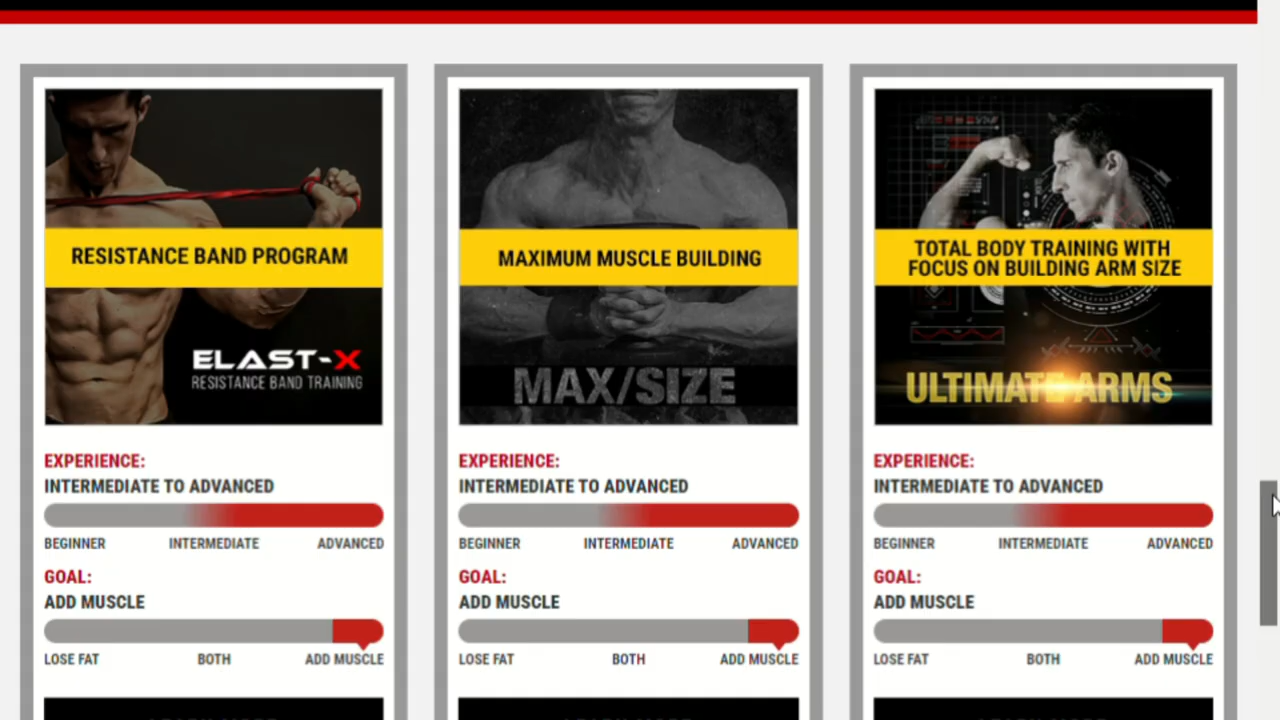 RESISTANCE BAND PROGRAM
ELAST-X
RESISTANCE BAND TRAINING
EXPERIENCE:
INTERMEDIATE TO ADVANCED
BEGINNER INTERMEDIATE ADVANCED
GOAL:
ADD MUSCLE
LOSE FAT BOTH ADD MUSCLE
MAXIMUM MUSCLE BUILDING
MAX/SIZE
EXPERIENCE:
INTERMEDIATE TO ADVANCED
BEGINNER INTERMEDIATE ADVANCED
GOAL:
ADD MUSCLE
LOSE FAT BOTH ADD MUSCLE
TOTAL BODY TRAINING WITH
FOCUS ON BUILDING ARM SIZE
ULTIMATE ARMS
EXPERIENCE:
INTERMEDIATE TO ADVANCED
BEGINNER INTERMEDIATE ADVANCED
GOAL:
ADD MUSCLE
LOSE FAT BOTH ADD MUSCLE